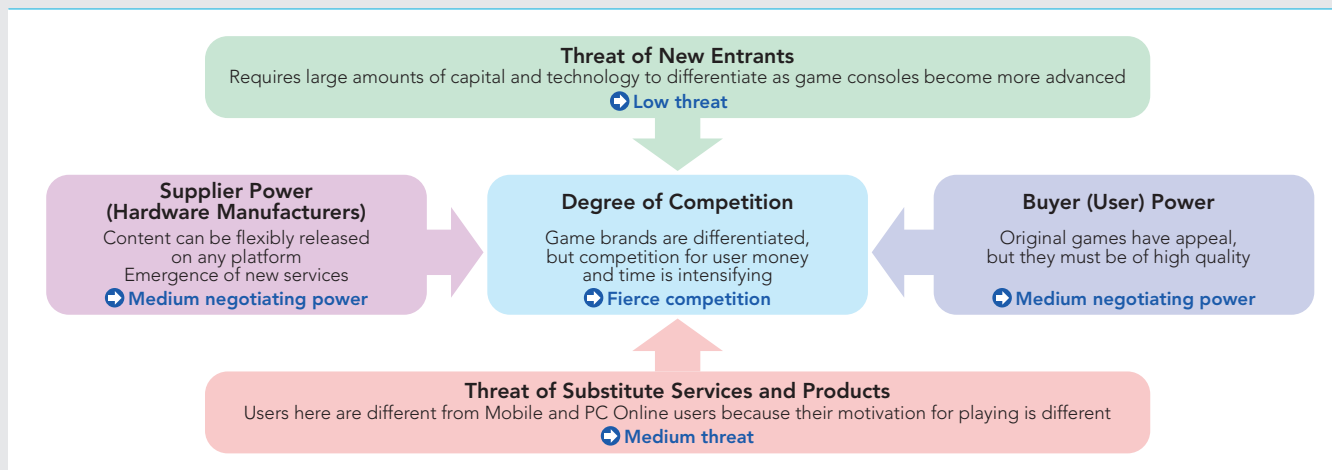 Threat of New Entrants
Requires large amounts of capital and technology to differentiate as game consoles become more advanced
Low threat
Supplier Power
(Hardware Manufacturers)
Content can be flexibly released
on any platform
Emergence of new services
Medium negotiating power
Degree of Competition
Game brands are differentiated,
but competition for user money
and time is intensifying
Fierce competition
Buyer (User) Power
Original games have appeal,
but they must be of high quality
Medium negotiating power
Threat of Substitute Services and Products
Users here are different from Mobile and PC Online users because their motivation for playing is different
Medium threat